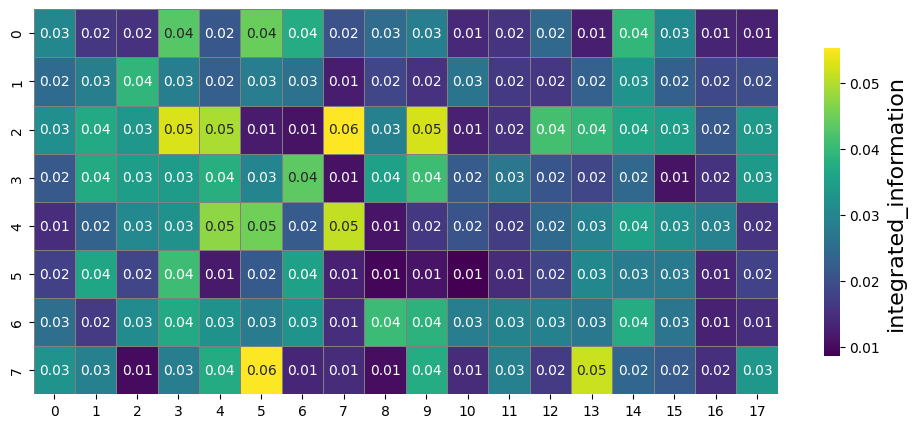 0 0.03 0.02 0.02 0.04 0.02 0.04 0.04 0.02 0.03 0.03 0.01 0.02 0.02 0.01 0.04 0.03 0.01 0.01
1 0.02 0.03 0.04 0.03 0.02 0.03 0.03 0.01 0.02 0.02 0.03 0.02 0.02 0.02 0.03 0.02 0.02 0.02
0.05
2 0.03 0.04 0.03 0.05 0.05 0.01 0.01 0.06 0.03 0.05 0.01 0.02 0.04 0.04 0.04 0.03 0.02 0.03
0.04
3 0.02 0.04 0.03 0.03 0.04 0.03 0.04 0.01 0.04 0.04 0.02 0.03 0.02 0.02 0.02 0.01 0.02 0.03
0.03
4 0.01 0.02 0.03 0.03 0.05 0.05 0.02 0.05 0.01 0.02 0.02 0.02 0.02 0.03 0.04 0.03 0.03 0.02
5 0.02 0.04 0.02 0.04 0.01 0.02 0.04 0.01 0.01 0.01 0.01 0.01 0.02 0.03 0.03 0.03 0.01 0.02
0.02
6 0.03 0.02 0.03 0.04 0.03 0.03 0.03 0.01 0.04 0.04 0.03 0.03 0.03 0.03 0.04 0.03 0.01 0.01
0.01
7 0.03 0.03 0.01 0.03 0.04 0.06 0.01 0.01 0.01 0.04 0.01 0.03 0.02 0.05 0.02 0.02 0.02 0.03
0 1 2 3 4 5 6 7 8 9 10 11 12 13 14 15 16 17
integrated_information